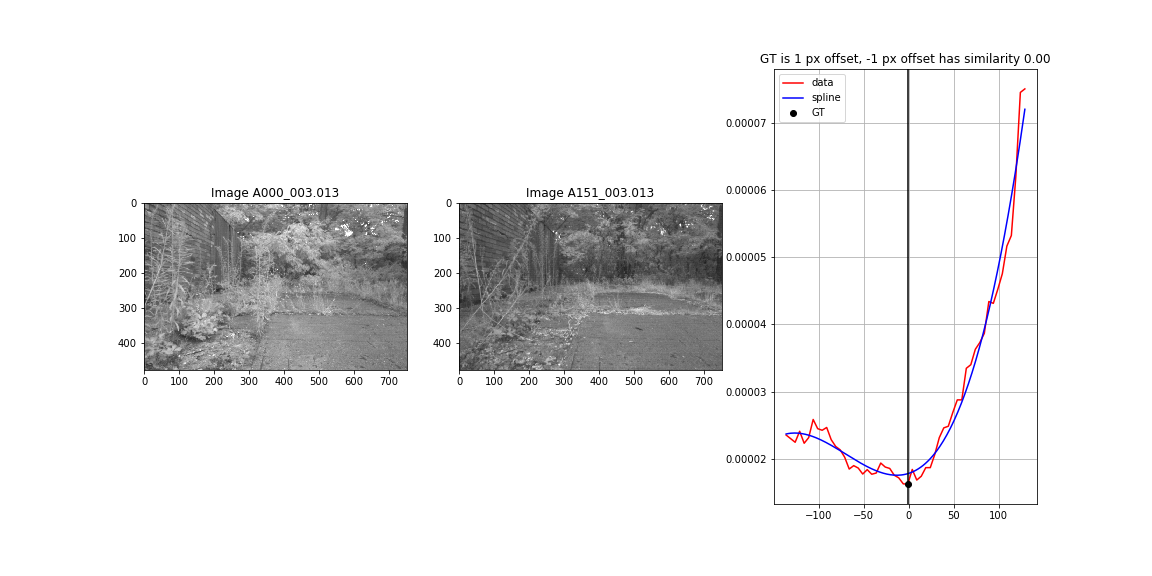 Image A000_003.013
0
100
200
300
400
0 100 200 300 400 500 600 700
Image A151_003.013
0
100
200
300
400
0 100 200 300 400 500 600 700
GT is 1 px offset, -1 px offset has similarity 0.00
data
spline
GT
0.00007
0.00006
0.00005
0.00004
0.00003
0.00002
−100 −50 0 50 100